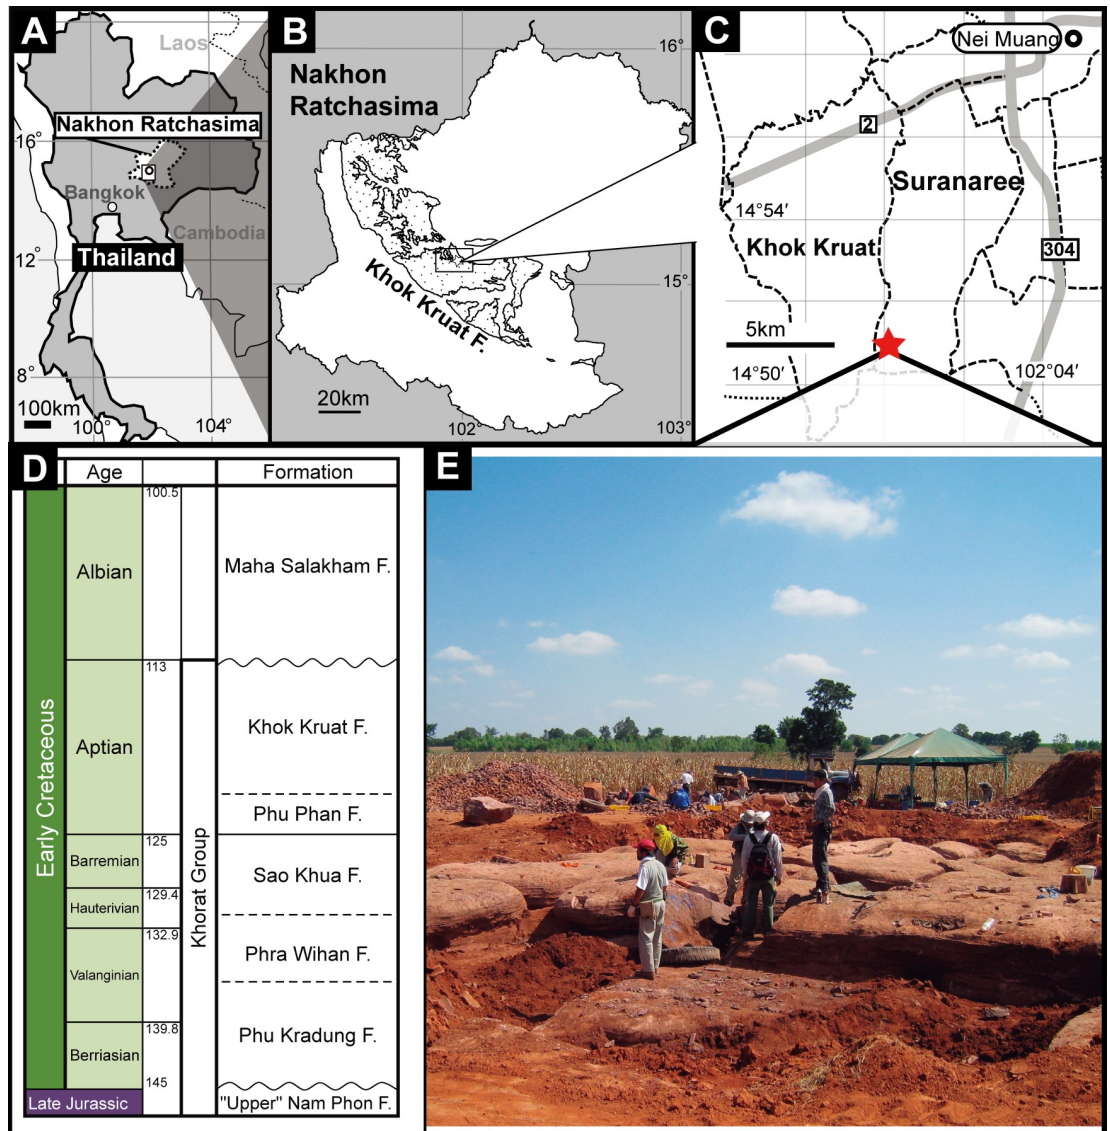 A
Laos
Nakhon Ratchasima
16°
Bangkok
Cambodia
Thailand
12°
8°
100km
100°
104°
B
16°
Nakhon
Ratchasima
Khok Kruat F.
15°
20km
102°
103°
C
Nei Muang
2
Suranaree
14°54′
Khok Kruat
304
5km
14°50′
102°04′
D
Age
Formation
100.5
Albian
Maha Salakham F.
113
Early Cretaceous
Aptian
Khorat Group
Khok Kruat F.
Phu Phan F.
125
Barremian
Sao Khua F.
129.4
Hauterivian
132.9
Phra Wihan F.
Valanginian
139.8
Phu Kradung F.
Berriasian
145
Late Jurassic
"Upper" Nam Phon F.
E